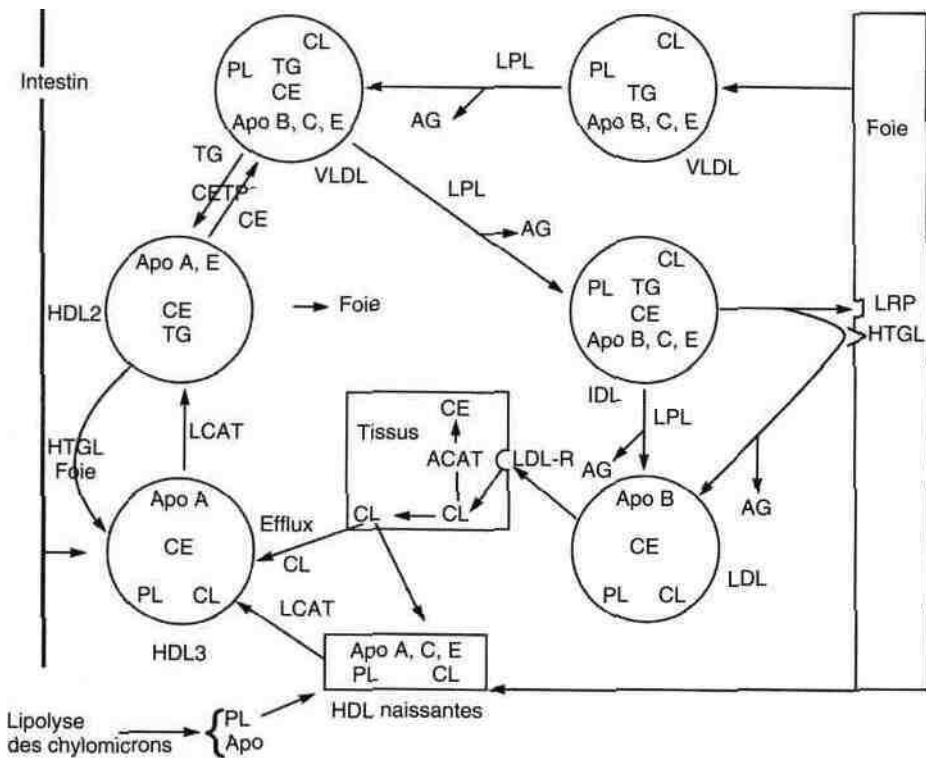 Intestin
CL
PL TG
CE
Apo B, C, E
VLDL
LPL
AG
CL
PL
TG
Apo B, C, E
VLDL
Foie
TG
CETP
CE
LPL
AG
Apo A, E
CE
TG
HDL2
Foie
CL
PL TG
CE
Apo B, C, E
IDL
LRP
HTGL
HTGL
Foie
LCAT
CE
Tissus
ACAT
LDL-R
CL CL
LPL
AG
AG
Apo A
CE
PL CL
HDL3
Efflux
CL
Apo B
CE
PL CL
LDL
LCAT
Apo A, C, E
PL CL
HDL naissantes
Lipolyse
des chylomicrons
PL
Apo